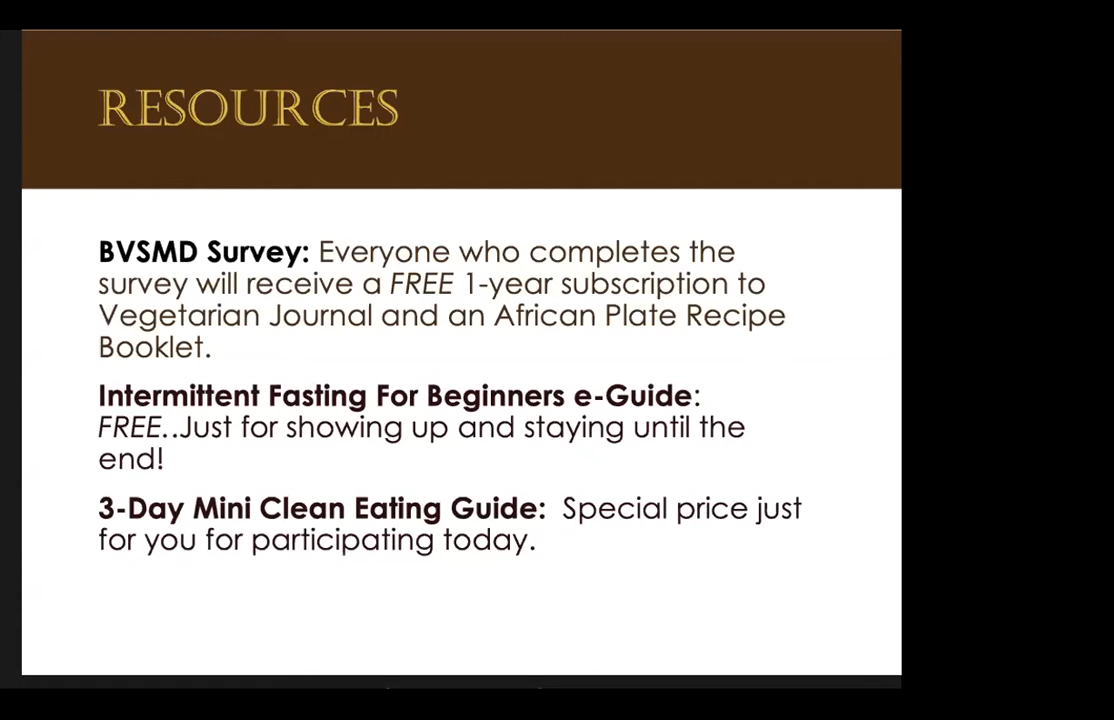 RESOURCES
BVSMD Survey: Everyone who completes the
survey will receive a FREE 1-year subscription to
Vegetarian Journal and an African Plate Recipe
Booklet.
Intermittent Fasting For Beginners e-Guide:
FREE..Just for showing up and staying until the
end!
3-Day Mini Clean Eating Guide: Special price just
for you for participating today.